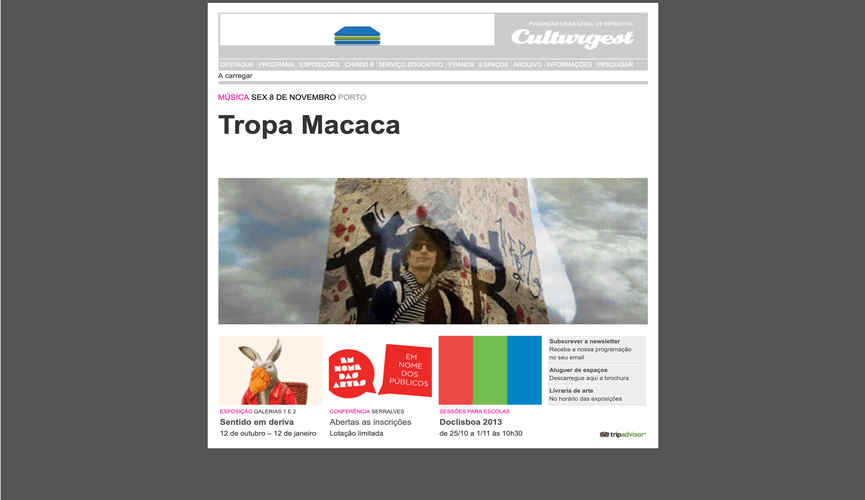 FUNDAÇÃO CAIXA GERAL DE DEPÓSITOS
Culturgest
DESTAQUE PROGRAMA EXPOSIÇÕES CHIADO 8 SERVIÇO EDUCATIVO PANOS ESPAÇOS ARQUIVO INFORMAÇÕES PESQUISAR
A carregar
MÚSICA SEX 8 DE NOVEMBRO PORTO
Tropa Macaca
EM NOME DAS ARTES
EM NOME DOS PÚBLICOS
EXPOSIÇÃO GALERIAS 1 E 2
Sentido em deriva
12 de outubro – 12 de janeiro
CONFERÊNCIA SERRALVES
Abertas as inscrições
Lotação limitada
SESSÕES PARA ESCOLAS
Doclisboa 2013
de 25/10 a 1/11 às 10h30
Subscrever a newsletter
Receba a nossa programação
no seu email
Aluguer de espaços
Descarregue aqui a brochura
Livraria de arte
No horário das exposições
tripadvisor